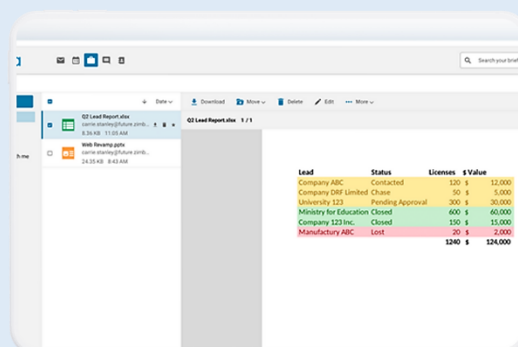 Search your brief
Date
Download
Move
Delete
Edit
More
Q2 Lead Report.xlsx
carrie.stanley@future.zimb...
8.36 KB 11:05 AM
Web Revamp.pptx
carrie.stanley@future.zimb...
24.35 KB 8:43 AM
h me
Q2 Lead Report.xlsx 1 / 1
Lead Status Licenses $ Value
Company ABC Contacted 120 $ 12,000
Company DRF Limited Chase 50 $ 5,000
University 123 Pending Approval 300 $ 30,000
Ministry for Education Closed 600 $ 60,000
Company 123 Inc. Closed 150 $ 15,000
Manufactury ABC Lost 20 $ 2,000
1240 $ 124,000